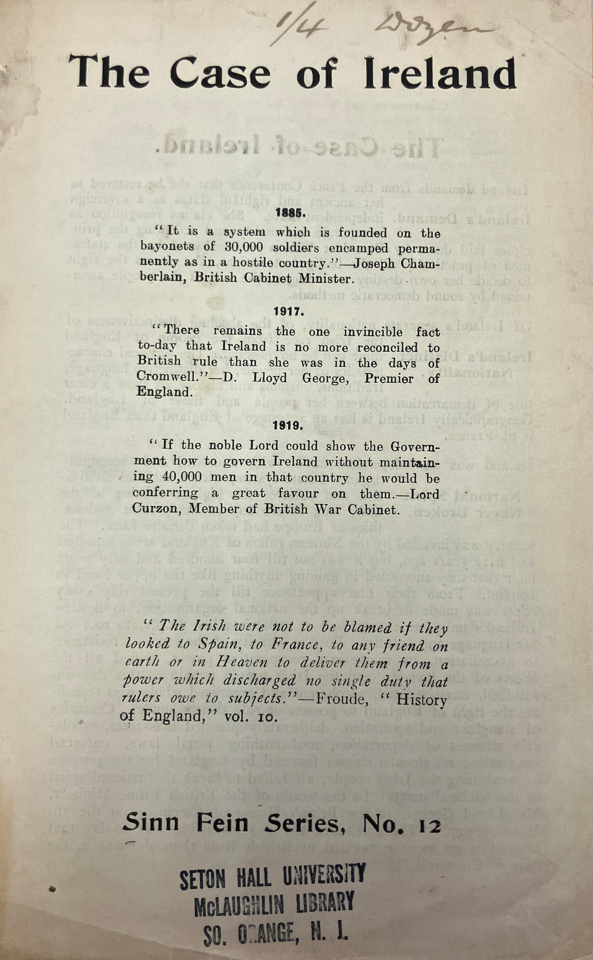 1/4 Dozen
The Case of Ireland
1885.
“It is a system which is founded on the
bayonets of 30,000 soldiers encamped perma-
nently as in a hostile country.”—Joseph Cham-
berlain, British Cabinet Minister.
1917.
“There remains the one invincible fact
to-day that Ireland is no more reconciled to
British rule than she was in the days of
Cromwell.”—D. Lloyd George, Premier of
England.
1919.
“If the noble Lord could show the Govern-
ment how to govern Ireland without maintain-
ing 40,000 men in that country he would be
conferring a great favour on them.—Lord
Curzon, Member of British War Cabinet.
“The Irish were not to be blamed if they
looked to Spain, to France, to any friend on
earth or in Heaven to deliver them from a
power which discharged no single duty that
rulers owe to subjects.”—Froude, “History
of England,” vol. 10.
Sinn Fein Series, No. 12
SETON HALL UNIVERSITY
McLAUGHLIN LIBRARY
SO. ORANGE, N. J.